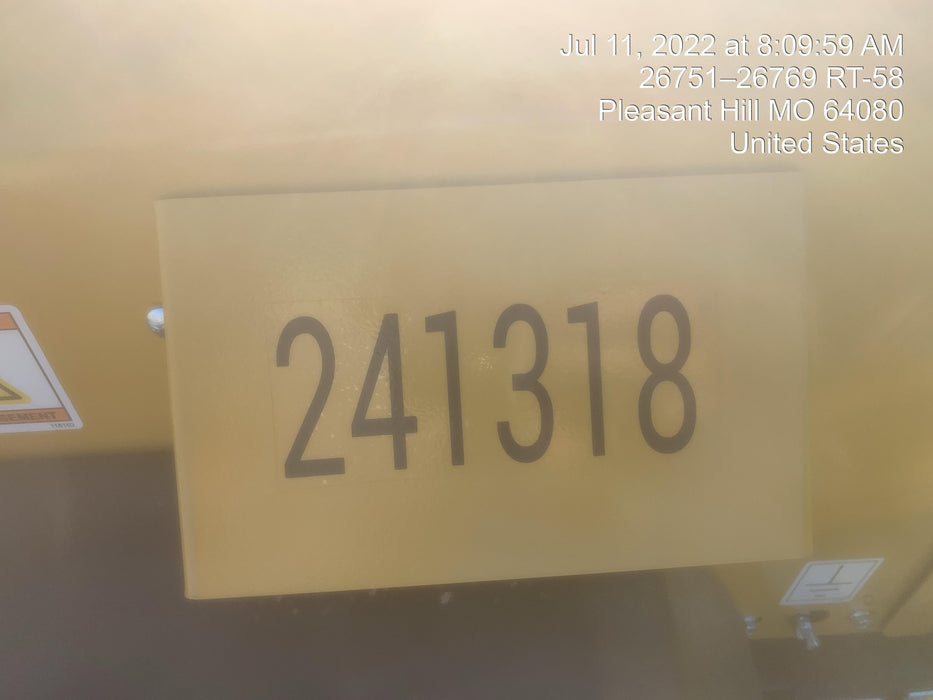 Jul 11, 2022 at 8:09:59 AM
26751–26769 RT-58
Pleasant Hill MO 64080
United States
241318